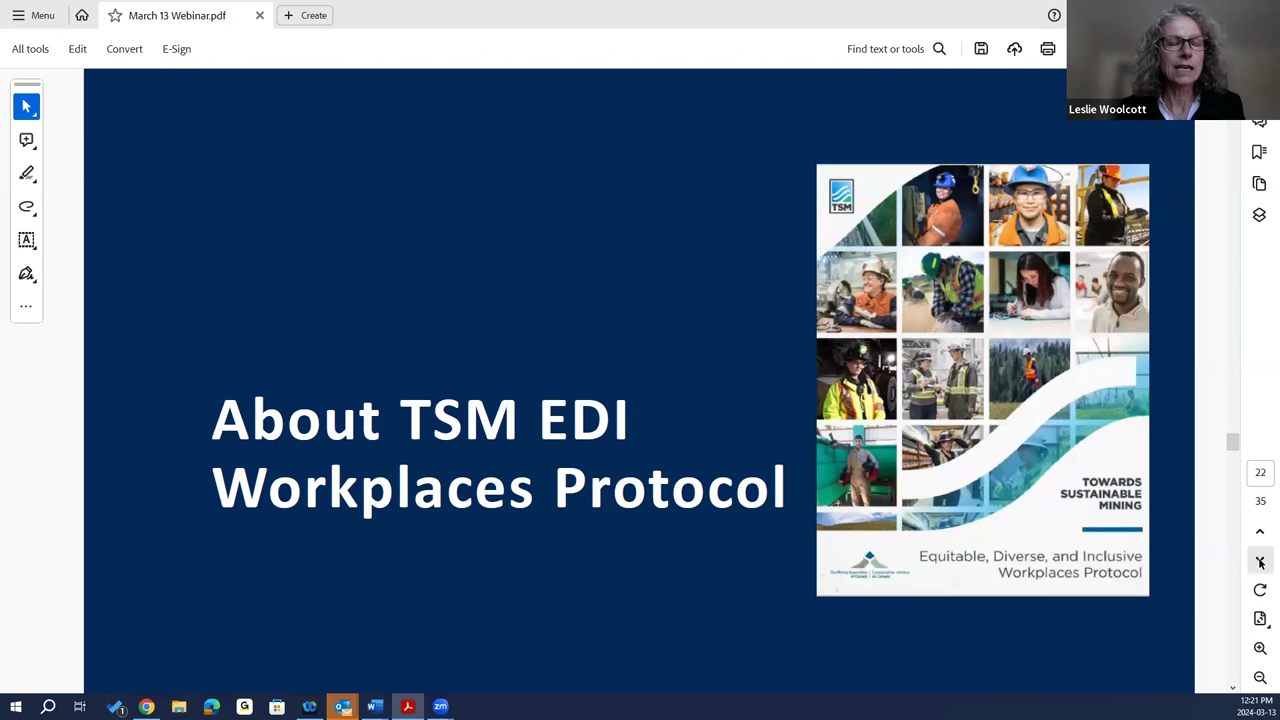 Menu
March 13 Webinar.pdf
Create
All tools
Edit
Convert
E-Sign
Find text or tools
Leslie Woolcott
TSM
About TSM EDI
Workplaces Protocol
TOWARDS
SUSTAINABLE
MINING
Equitable, Diverse, and Inclusive
Workplaces Protocol
22
35
12:21 PM
2024-03-13